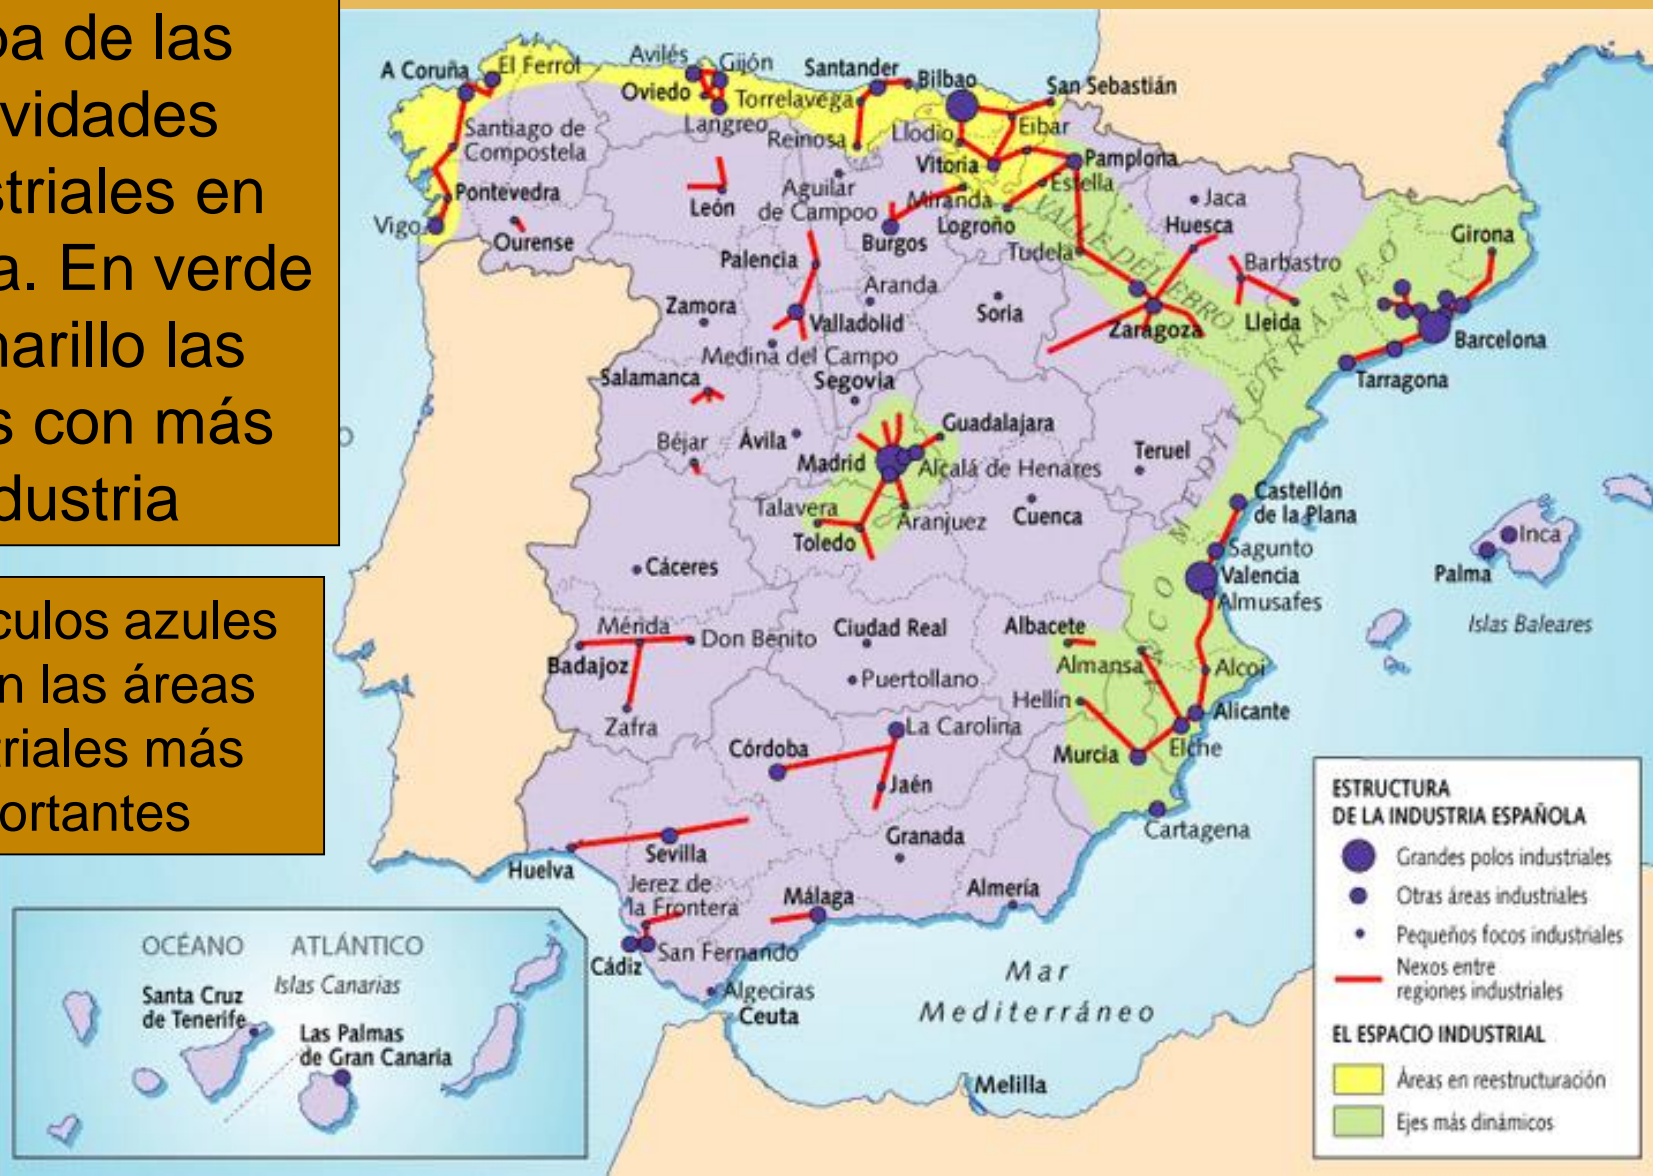 pa de las
vidades
striales en
a. En verde
marillo las
s con más
dustria
culos azules
n las áreas
triales más
ortantes
A Coruña
El Ferrol
Avilés
Gijón
Santander
Bilbao
San Sebastián
Oviedo
Torrelavega
Langreo
Reinosa
Llodio
Eibar
Santiago de
Compostela
Vitoria
Pamplona
Pontevedra
León
Aguilar
de Campoo
Miranda
Estella
Jaca
Vigo
Ourense
Burgos
Logroño
Huesca
Girona
Palencia
Tudela
VALLE DEL EBRO
Barbastro
Zamora
Aranda
Soria
Valladolid
Zaragoza
Lleida
Barcelona
Medina del Campo
Salamanca
Segovia
Tarragona
ARCO MEDITERRÁNEO
Béjar
Ávila
Guadalajara
Madrid
Alcalá de Henares
Teruel
Talavera
Aranjuez
Cuenca
Castellón
de la Plana
Toledo
Sagunto
Inca
Cáceres
Valencia
Palma
Almusafes
Islas Baleares
Mérida
Don Benito
Ciudad Real
Albacete
Badajoz
Puertollano
Almansa
Alcoi
Zafra
Hellín
Alicante
La Carolina
Córdoba
Murcia
Elche
Jaén
Cartagena
Granada
Sevilla
Huelva
Jerez de
la Frontera
Málaga
Almería
Cádiz
San Fernando
Algeciras
Ceuta
Mar
Mediterráneo
Melilla
OCÉANO ATLÁNTICO
Islas Canarias
Santa Cruz
de Tenerife
Las Palmas
de Gran Canaria
ESTRUCTURA
DE LA INDUSTRIA ESPAÑOLA
Grandes polos industriales
Otras áreas industriales
Pequeños focos industriales
Nexos entre
regiones industriales
EL ESPACIO INDUSTRIAL
Áreas en reestructuración
Ejes más dinámicos